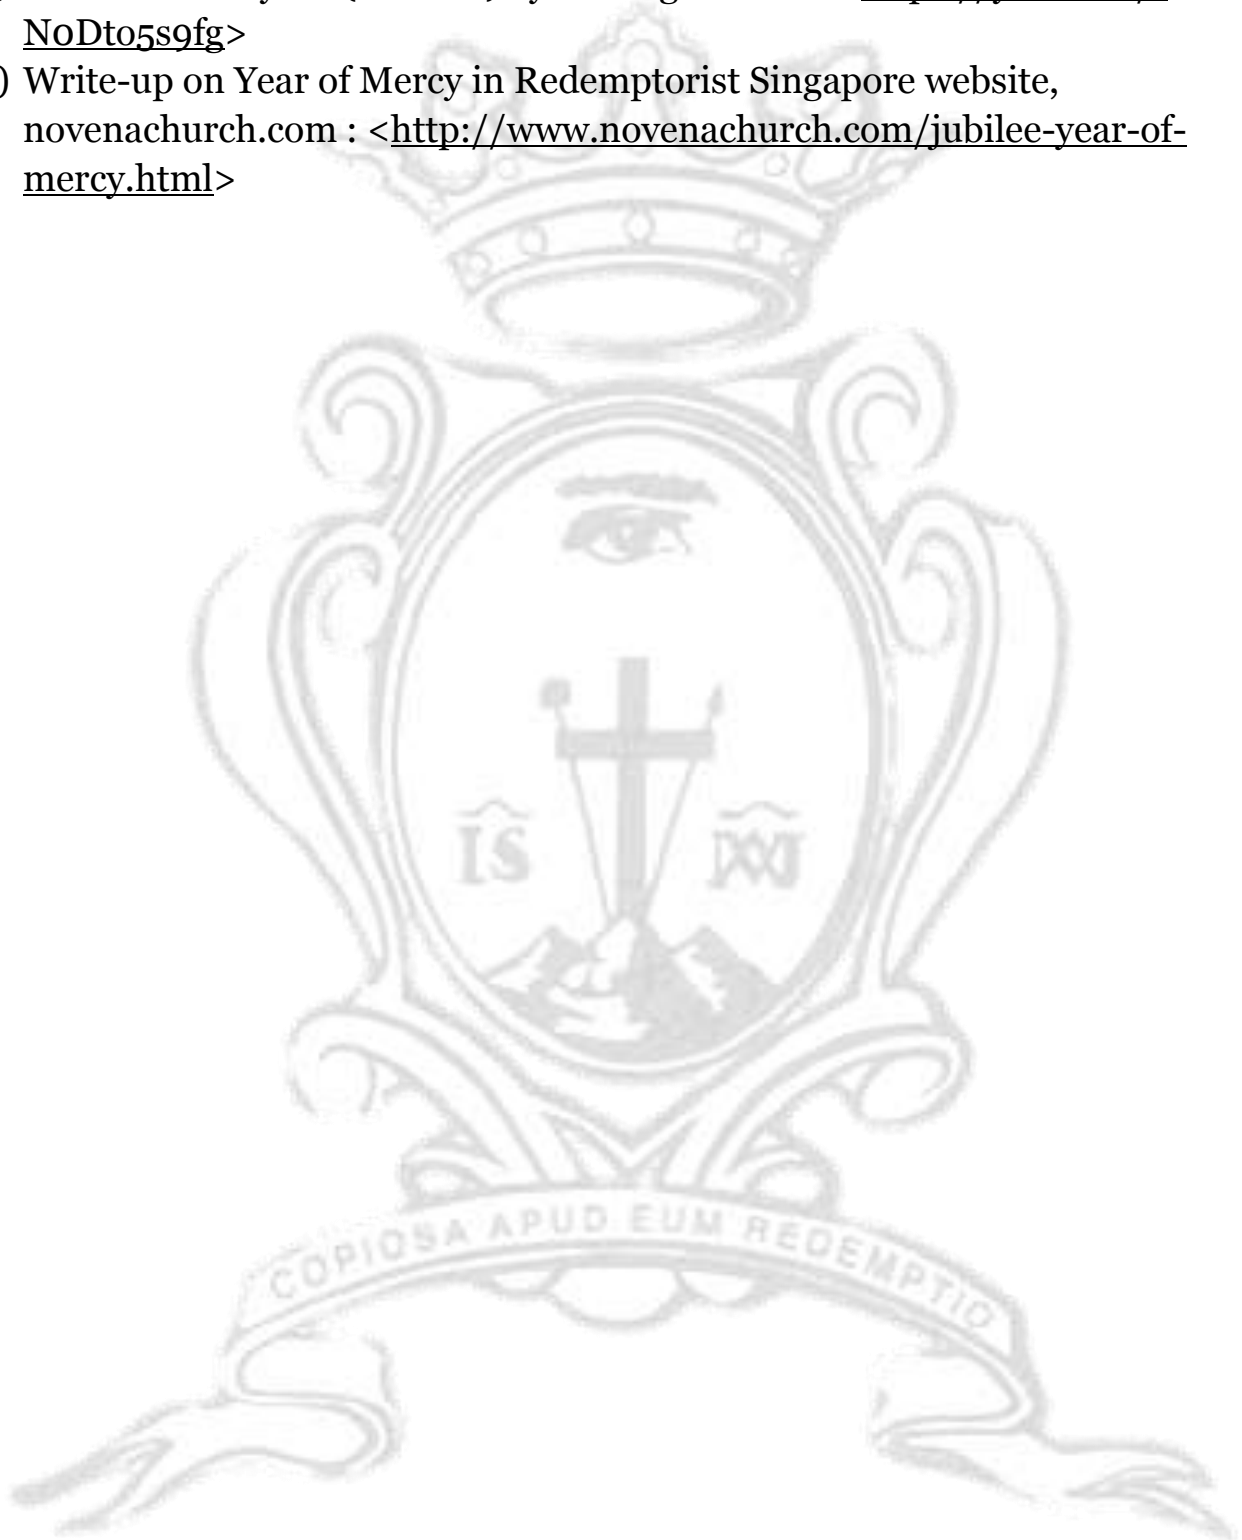 N0Dto5s9fg>
) Write-up on Year of Mercy in Redemptorist Singapore website,
novenachurch.com : <http://www.novenachurch.com/jubilee-year-of-
mercy.html>
IS
COPIOSA APUD EUM REDEMPTIO